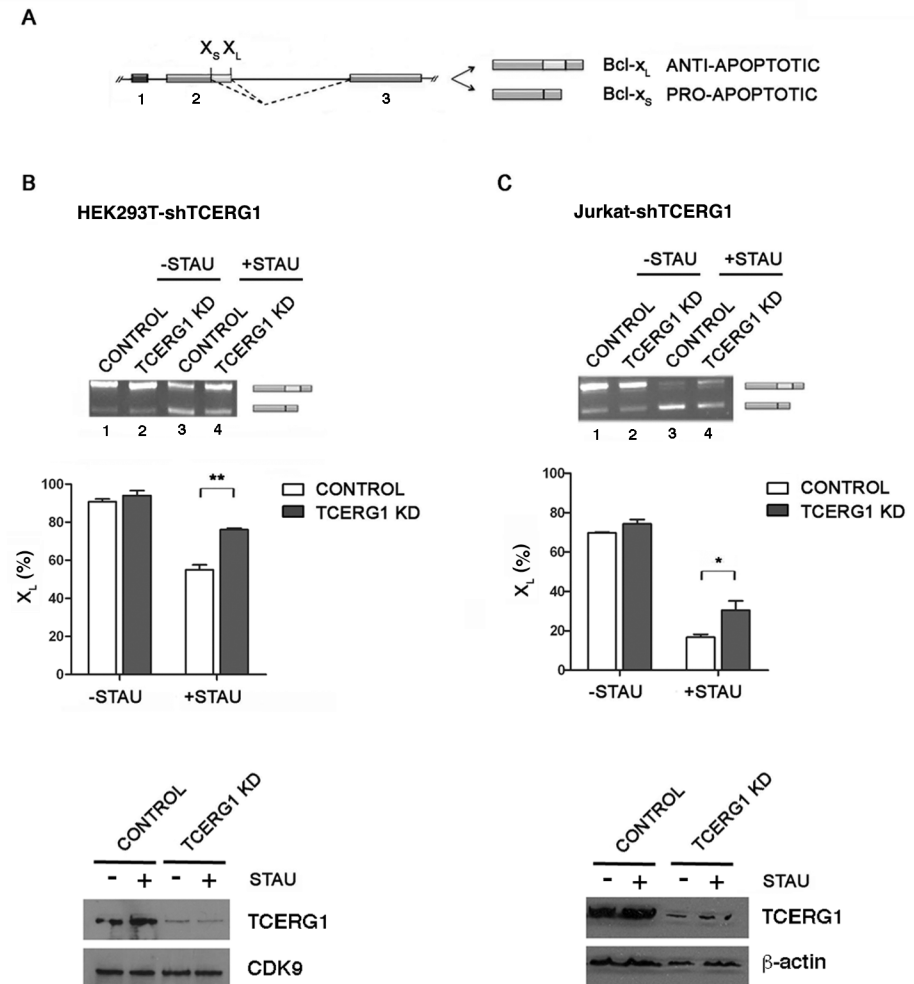 A
Xs XL
1 2 3
Bcl-xL ANTI-APOPTOTIC
Bcl-xS PRO-APOPTOTIC
B
HEK293T-shTCERG1
-STAU +STAU
CONTROL TCERG1 KD CONTROL TCERG1 KD
1 2 3 4
100
80
60
40
20
0
XL (%)
**
CONTROL
TCERG1 KD
-STAU +STAU
CONTROL TCERG1 KD
- + - + STAU
TCERG1
CDK9
C
Jurkat-shTCERG1
-STAU +STAU
CONTROL TCERG1 KD CONTROL TCERG1 KD
1 2 3 4
100
80
60
40
20
0
XL (%)
*
CONTROL
TCERG1 KD
-STAU +STAU
CONTROL TCERG1 KD
- + - + STAU
TCERG1
β-actin